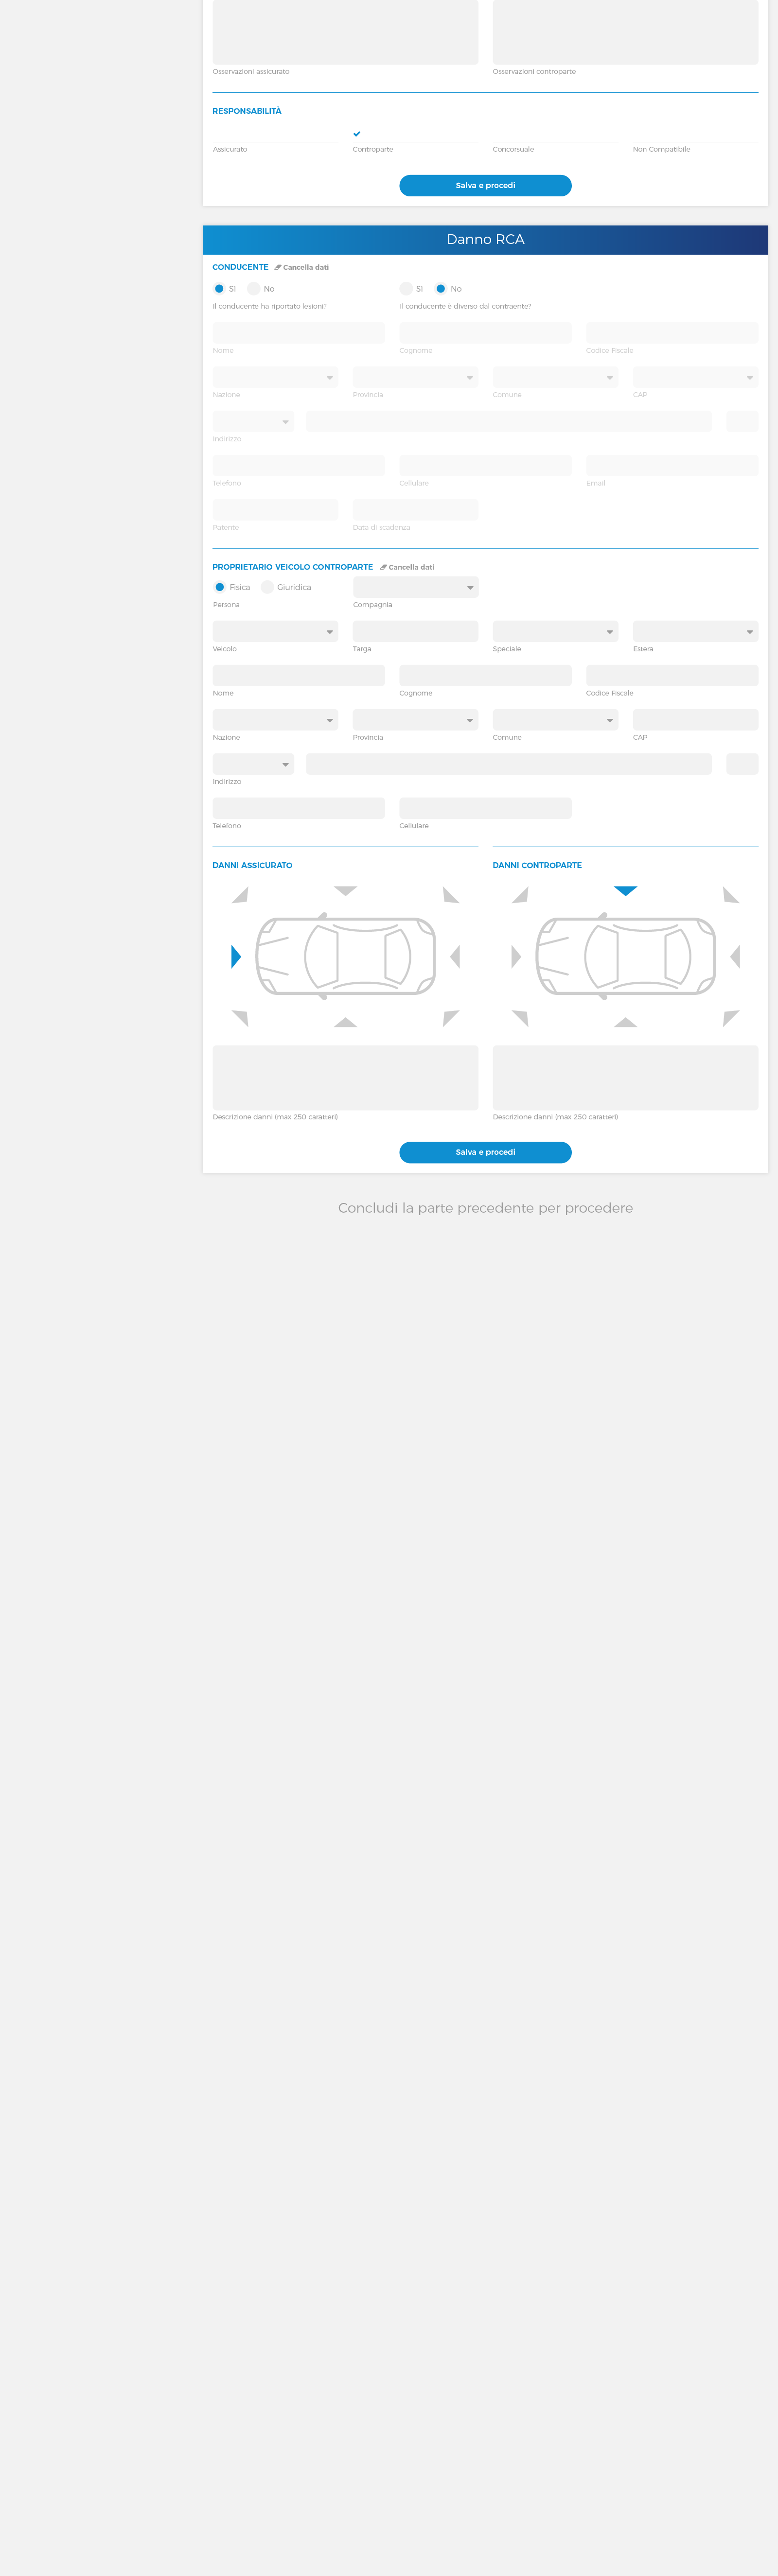 Osservazioni assicurato Osservazioni controparte
RESPONSABILITÀ
Assicurato Controparte Concorsuale Non Compatibile
Salva e procedi
Danno RCA
CONDUCENTE Cancella dati
Sì No Sì No
Il conducente ha riportato lesioni? Il conducente è diverso dal contraente?
Nome Cognome Codice Fiscale
Nazione Provincia Comune CAP
Indirizzo
Telefono Cellulare Email
Patente Data di scadenza
PROPRIETARIO VEICOLO CONTROPARTE Cancella dati
Fisica Giuridica
Persona Compagnia
Veicolo Targa Speciale Estera
Nome Cognome Codice Fiscale
Nazione Provincia Comune CAP
Indirizzo
Telefono Cellulare
DANNI ASSICURATO DANNI CONTROPARTE
Descrizione danni (max 250 caratteri) Descrizione danni (max 250 caratteri)
Salva e procedi
Concludi la parte precedente per procedere